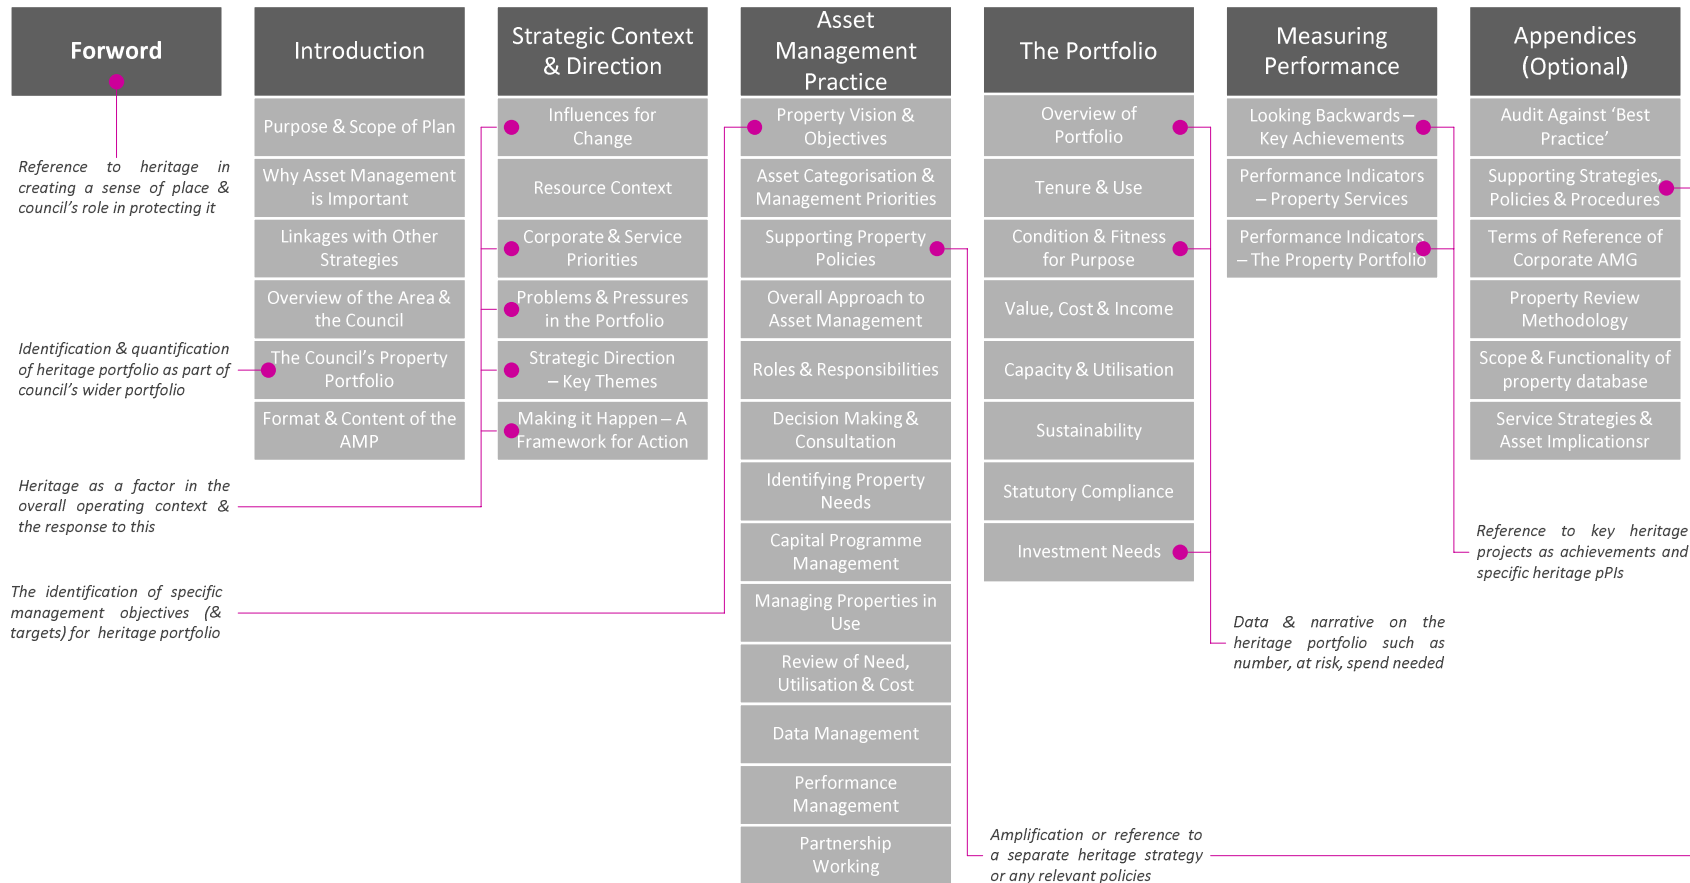 Forword
Reference to heritage in
creating a sense of place &
council's role in protecting it
Identification & quantification
of heritage portfolio as part of
council's wider portfolio
Heritage as a factor in the
overall operating context &
the response to this
The identification of specific
management objectives (&
targets) for heritage portfolio
Introduction
Purpose & Scope of Plan
Why Asset Management
is Important
Linkages with Other
Strategies
Overview of the Area &
the Council
The Council's Property
Portfolio
Format & Content of the
AMP
Strategic Context
& Direction
Influences for
Change
Resource Context
Corporate & Service
Priorities
Problems & Pressures
in the Portfolio
Strategic Direction
– Key Themes
Making it Happen – A
Framework for Action
Asset
Management
Practice
Property Vision &
Objectives
Asset Categorisation &
Management Priorities
Supporting Property
Policies
Overall Approach to
Asset Management
Roles & Responsibilities
Decision Making &
Consultation
Identifying Property
Needs
Capital Programme
Management
Managing Properties in
Use
Review of Need,
Utilisation & Cost
Data Management
Performance
Management
Partnership
Working
The Portfolio
Overview of
Portfolio
Tenure & Use
Condition & Fitness
for Purpose
Value, Cost & Income
Capacity & Utilisation
Sustainability
Statutory Compliance
Investment Needs
Amplification or reference to
a separate heritage strategy
or any relevant policies
Measuring
Performance
Looking Backwards –
Key Achievements
Performance Indicators
– Property Services
Performance Indicators
– The Property Portfolio
Data & narrative on the
heritage portfolio such as
number, at risk, spend needed
Appendices
(Optional)
Audit Against ‘Best
Practice’
Supporting Strategies,
Policies & Procedures
Terms of Reference of
Corporate AMG
Property Review
Methodology
Scope & Functionality of
property database
Service Strategies &
Asset Implicationsr
Reference to key heritage
projects as achievements and
specific heritage pPIs